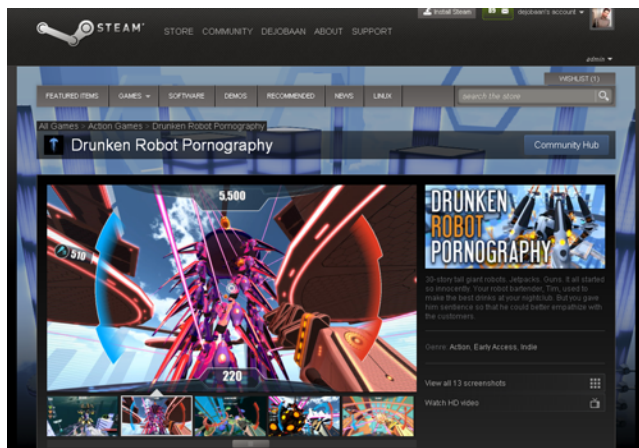 Install Steam
dejobaan's account
STEAM
STORE COMMUNITY DEJOBAAN ABOUT SUPPORT
admin
WISHLIST (1)
FEATURED ITEMS GAMES SOFTWARE DEMOS RECOMMENDED NEWS LINUX search the store
All Games > Action Games > Drunken Robot Pornography
Drunken Robot Pornography
Community Hub
5,500
510
220
DRUNKEN
ROBOT
PORNOGRAPHY
30-story tall giant robots. Jetpacks. Guns. It all started
so innocently. Your robot bartender, Tim, used to
make the best drinks at your nightclub. But you gave
him sentience so that he could better empathize with
the customers.
Genre: Action, Early Access, Indie
View all 13 screenshots
Watch HD video